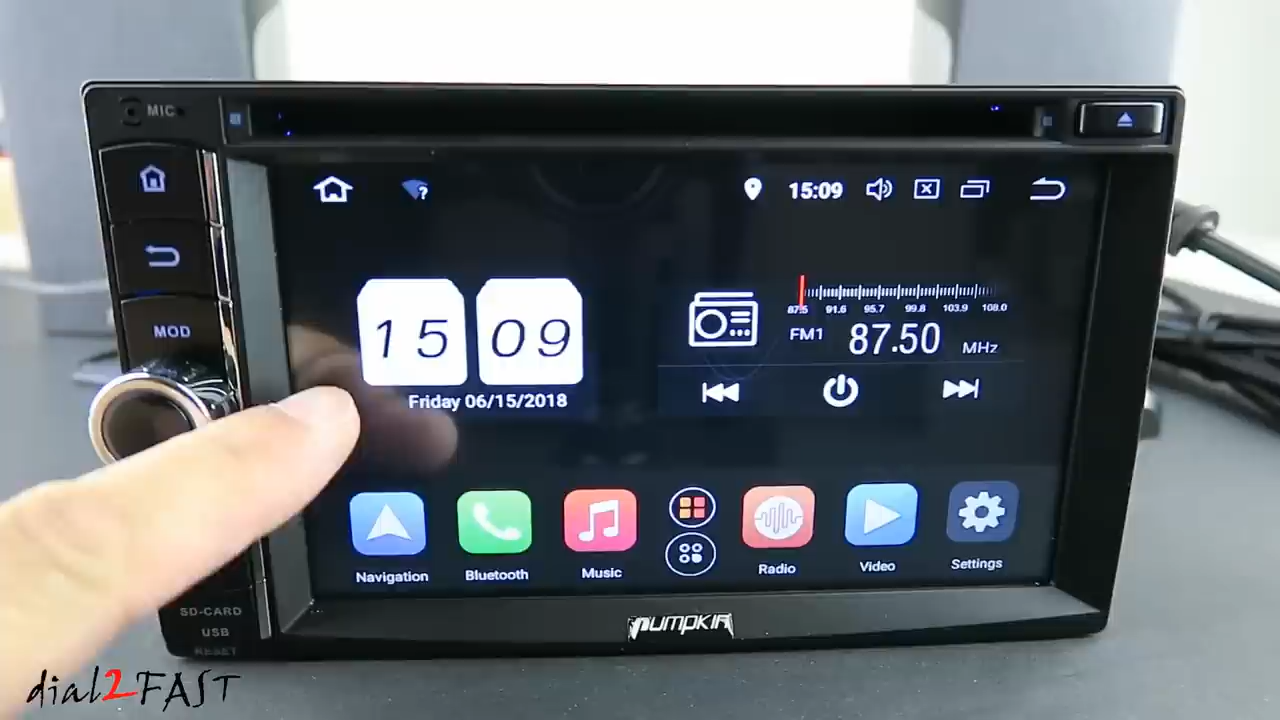 MIC
MOD
15:09
15 09
Friday 06/15/2018
87.5 91.6 95.7 99.8 103.9 108.0
FM1 87.50 MHz
Navigation
Bluetooth
Music
Radio
Video
Settings
SD-CARD
USB
RESET
PUMPKIN
dial2FAST